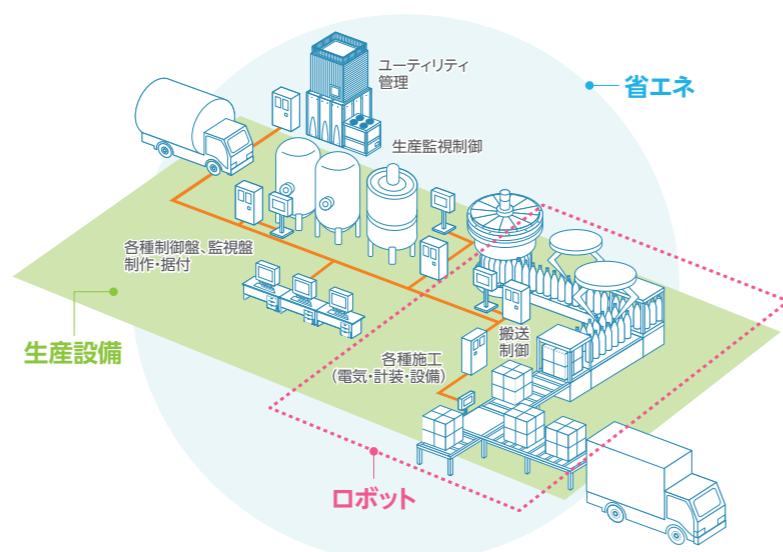 ユーティリティ
管理
省エネ
生産監視制御
各種制御盤、監視盤
制作・据付
生産設備
搬送
制御
各種施工
（電気・計装・設備）
ロボット